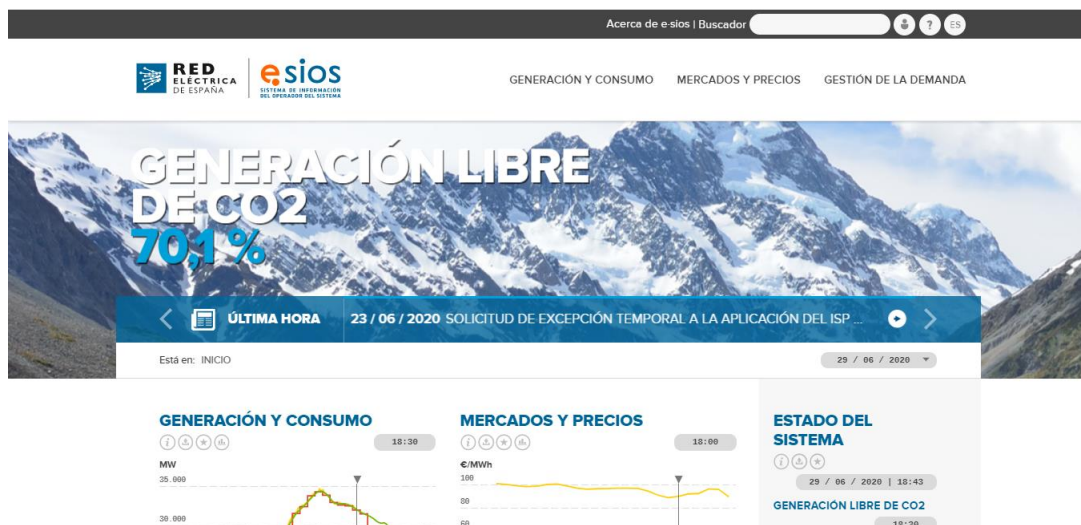 Acerca de e·sios | Buscador
? ES
RED
ELÉCTRICA
DE ESPAÑA
esios
SISTEMA DE INFORMACIÓN
DEL OPERADOR DEL SISTEMA
GENERACIÓN Y CONSUMO MERCADOS Y PRECIOS GESTIÓN DE LA DEMANDA
GENERACIÓN LIBRE
DE CO2
70,1 %
ÚLTIMA HORA 23 / 06 / 2020 SOLICITUD DE EXCEPCIÓN TEMPORAL A LA APLICACIÓN DEL ISP ...
Está en: INICIO
29 / 06 / 2020
GENERACIÓN Y CONSUMO
18:30
MW
35.000
30.000
MERCADOS Y PRECIOS
18:00
€/MWh
100
80
60
ESTADO DEL
SISTEMA
29 / 06 / 2020 | 18:43
GENERACIÓN LIBRE DE CO2
18:30